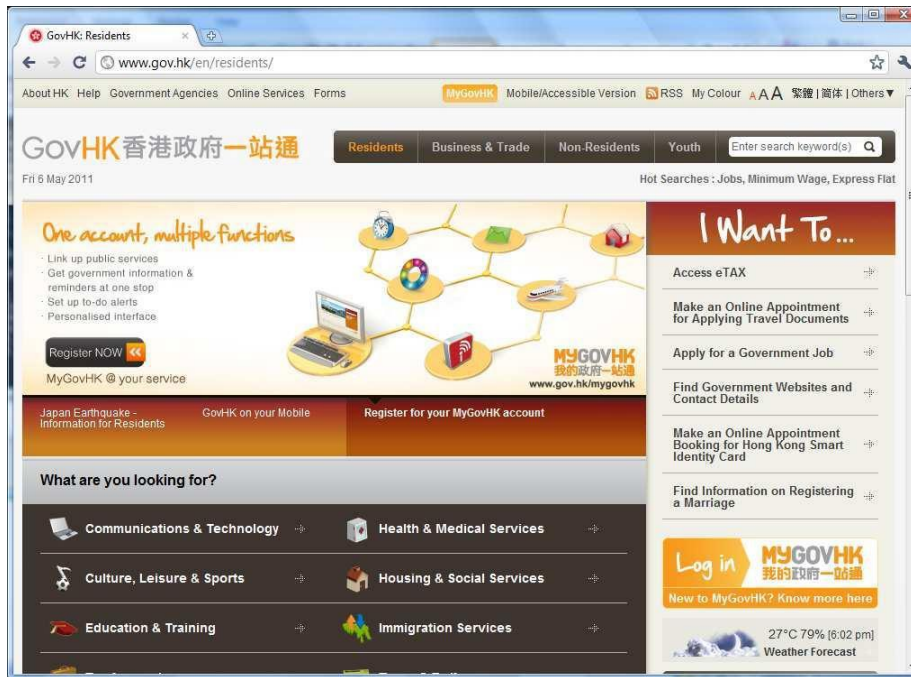 GovHK: Residents
www.gov.hk/en/residents/
About HK Help Government Agencies Online Services Forms MyGovHK Mobile/Accessible Version RSS My Colour A A A 繁體 | 简体 | Others
GovHK香港政府一站通
Residents Business & Trade Non-Residents Youth Enter search keyword(s)
Fri 6 May 2011
Hot Searches : Jobs, Minimum Wage, Express Flat
One account, multiple functions
· Link up public services
· Get government information &
reminders at one stop
· Set up to-do alerts
· Personalised interface
Register NOW
MyGovHK @ your service
MYGOVHK
我的政府一站通
www.gov.hk/mygovhk
Japan Earthquake -
Information for Residents
GovHK on your Mobile
Register for your MyGovHK account
What are you looking for?
Communications & Technology
Health & Medical Services
Culture, Leisure & Sports
Housing & Social Services
Education & Training
Immigration Services
I Want To...
Access eTAX
Make an Online Appointment
for Applying Travel Documents
Apply for a Government Job
Find Government Websites and
Contact Details
Make an Online Appointment
Booking for Hong Kong Smart
Identity Card
Find Information on Registering
a Marriage
Log in
MYGOVHK
我的政府一站通
New to MyGovHK? Know more here
27°C 79% [6:02 pm]
Weather Forecast